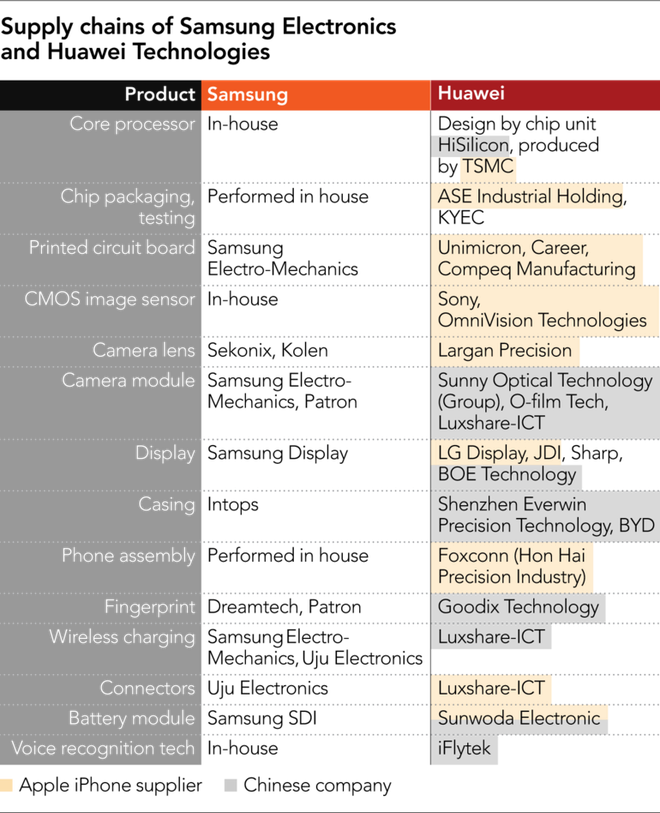 Supply chains of Samsung Electronics
and Huawei Technologies
Product Samsung Huawei
Core processor In-house Design by chip unit
HiSilicon, produced
by TSMC
Chip packaging, Performed in house ASE Industrial Holding,
testing KYEC
Printed circuit board Samsung Unimicron, Career,
Electro-Mechanics Compeq Manufacturing
CMOS image sensor In-house Sony,
OmniVision Technologies
Camera lens Sekonix, Kolen Largan Precision
Camera module Samsung Electro- Sunny Optical Technology
Mechanics, Patron (Group), O-film Tech,
Luxshare-ICT
Display Samsung Display LG Display, JDI, Sharp,
BOE Technology
Casing Intops Shenzhen Everwin
Precision Technology, BYD
Phone assembly Performed in house Foxconn (Hon Hai
Precision Industry)
Fingerprint Dreamtech, Patron Goodix Technology
Wireless charging Samsung Electro- Luxshare-ICT
Mechanics, Uju Electronics
Connectors Uju Electronics Luxshare-ICT
Battery module Samsung SDI Sunwoda Electronic
Voice recognition tech In-house iFlytek
Apple iPhone supplier Chinese company